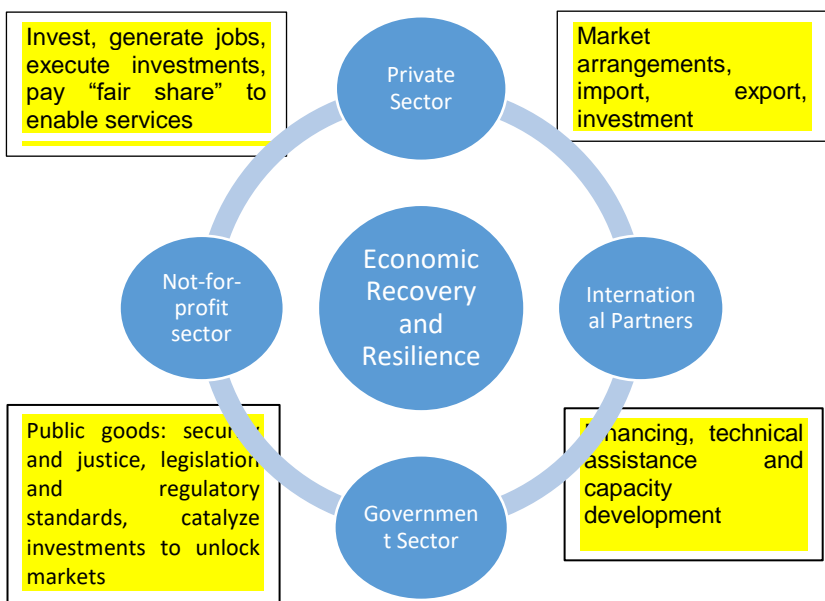 Invest, generate jobs,
execute investments,
pay “fair share” to
enable services
Private
Sector
Market
arrangements,
import, export,
investment
Not-for-
profit
sector
Economic
Recovery
and
Resilience
Internation
al Partners
Public goods: security
and justice, legislation
and regulatory
standards, catalyze
investments to unlock
markets
Governmen
t Sector
Financing, technical
assistance and
capacity
development